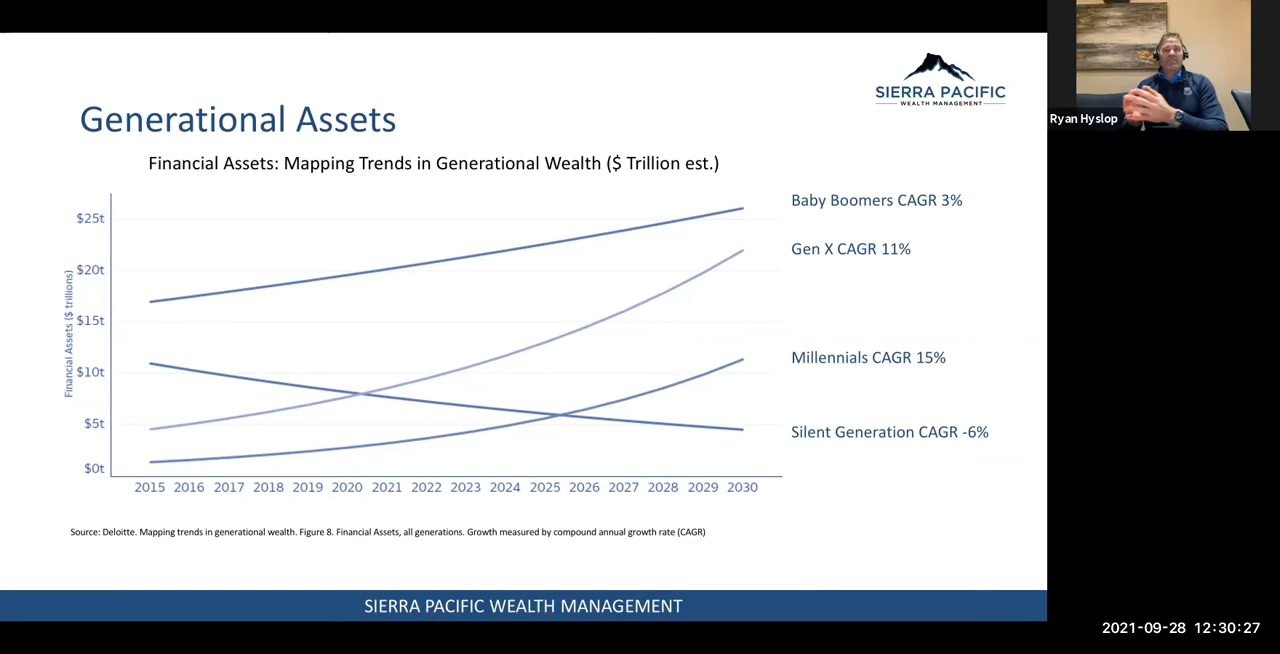 SIERRA PACIFIC
WEALTH MANAGEMENT
Ryan Hyslop
Generational Assets
Financial Assets: Mapping Trends in Generational Wealth ($ Trillion est.)
Financial Assets ($ trillions)
$25t
$20t
$15t
$10t
$5t
$0t
2015 2016 2017 2018 2019 2020 2021 2022 2023 2024 2025 2026 2027 2028 2029 2030
Baby Boomers CAGR 3%
Gen X CAGR 11%
Millennials CAGR 15%
Silent Generation CAGR -6%
Source: Deloitte. Mapping trends in generational wealth. Figure 8. Financial Assets, all generations. Growth measured by compound annual growth rate (CAGR)
SIERRA PACIFIC WEALTH MANAGEMENT
2021-09-28 12:30:27